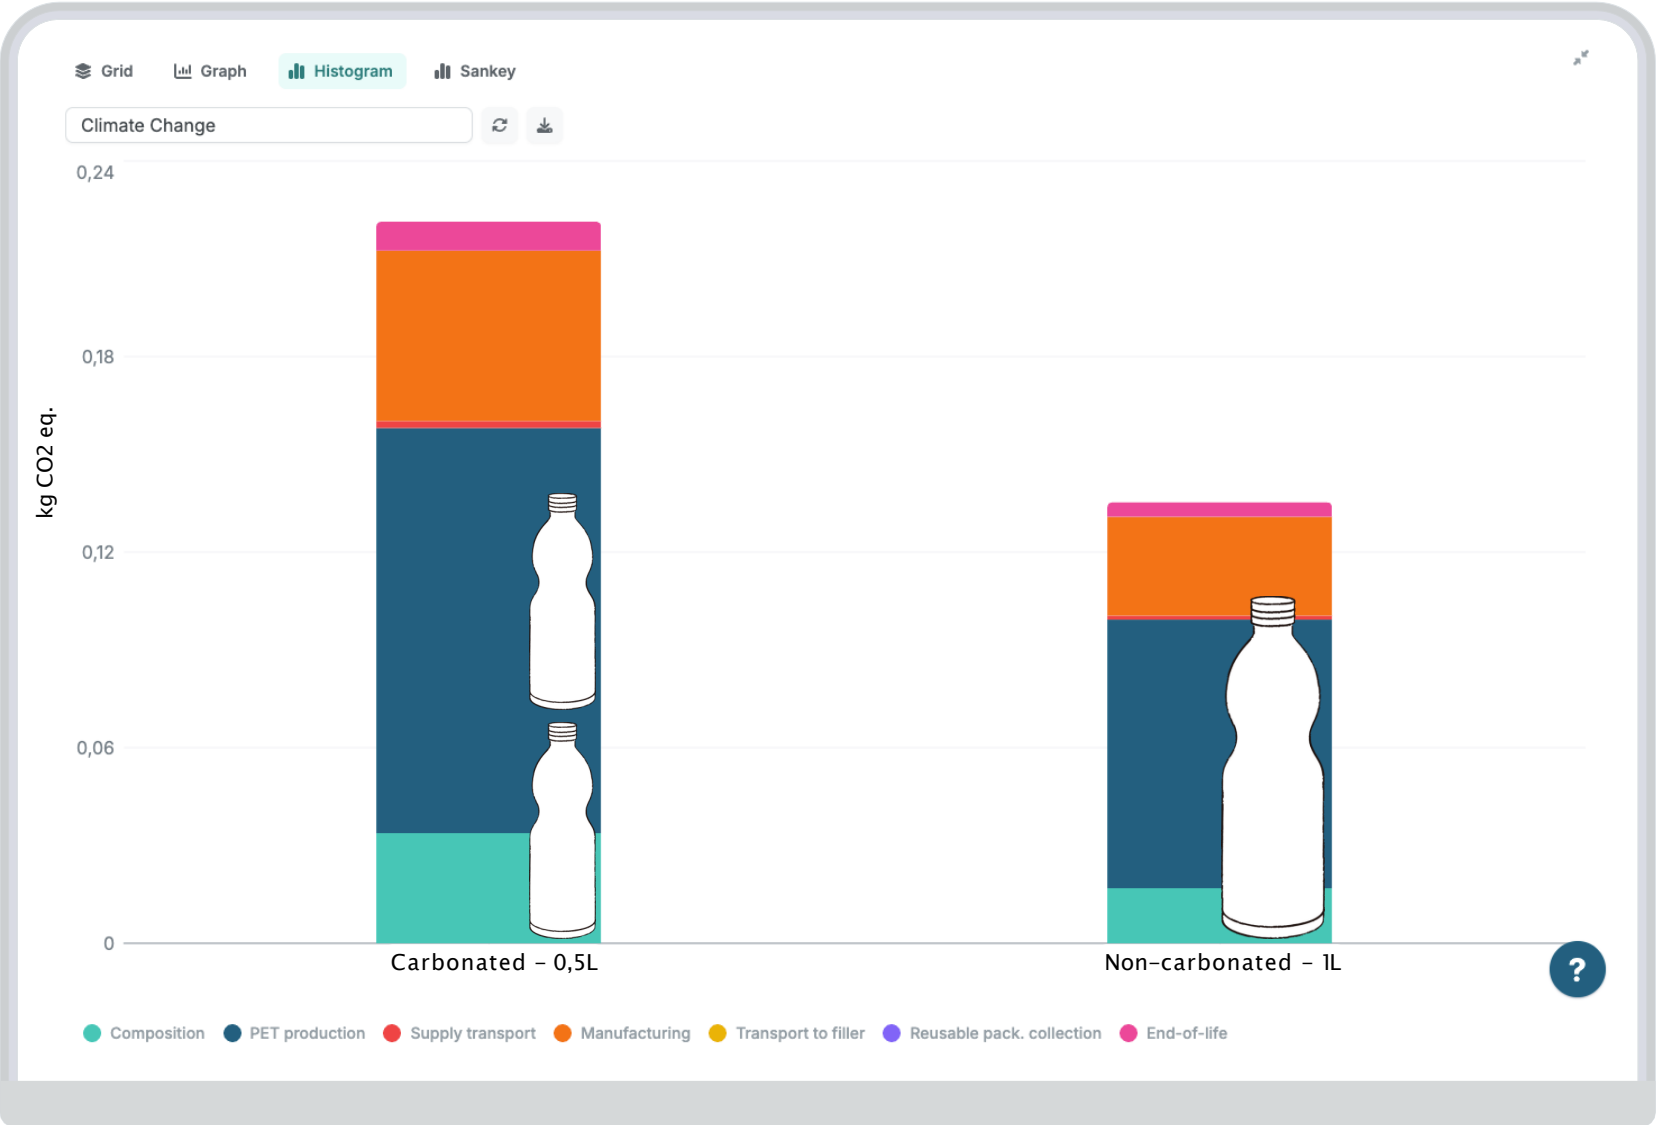 Grid Graph Histogram Sankey
Climate Change
0,24
0,18
kg CO2 eq.
0,12
0,06
0
Carbonated – 0,5L Non-carbonated – 1L
?
Composition PET production Supply transport Manufacturing Transport to filler Reusable pack. collection End-of-life